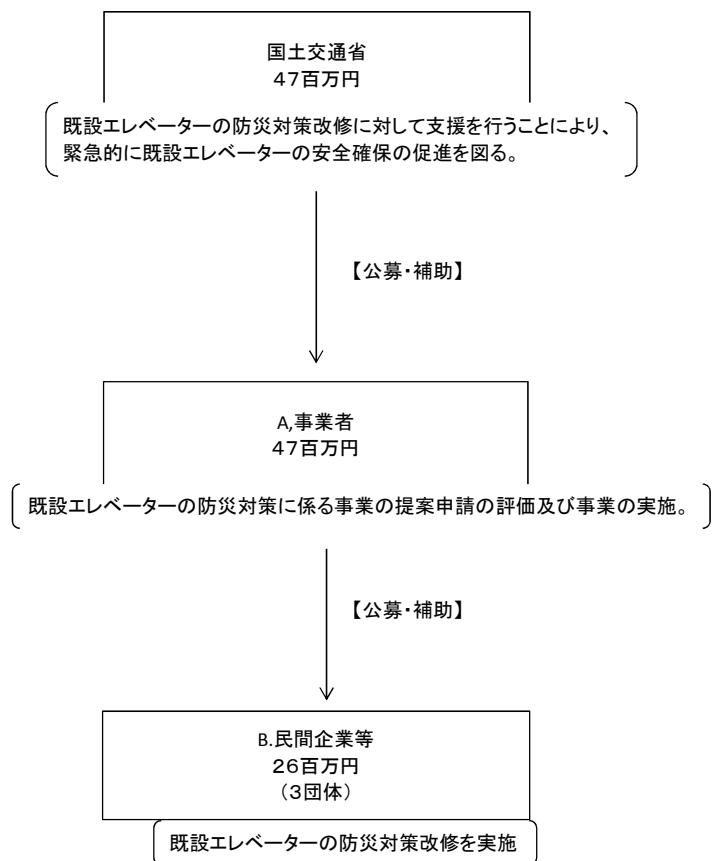 国土交通省
４７百万円
既設エレベーターの防災対策改修に対して支援を行うことにより、
緊急的に既設エレベーターの安全確保の促進を図る。
【公募・補助】
A,事業者
４７百万円
既設エレベーターの防災対策に係る事業の提案申請の評価及び事業の実施。
【公募・補助】
B.民間企業等
２６百万円
（３団体）
既設エレベーターの防災対策改修を実施